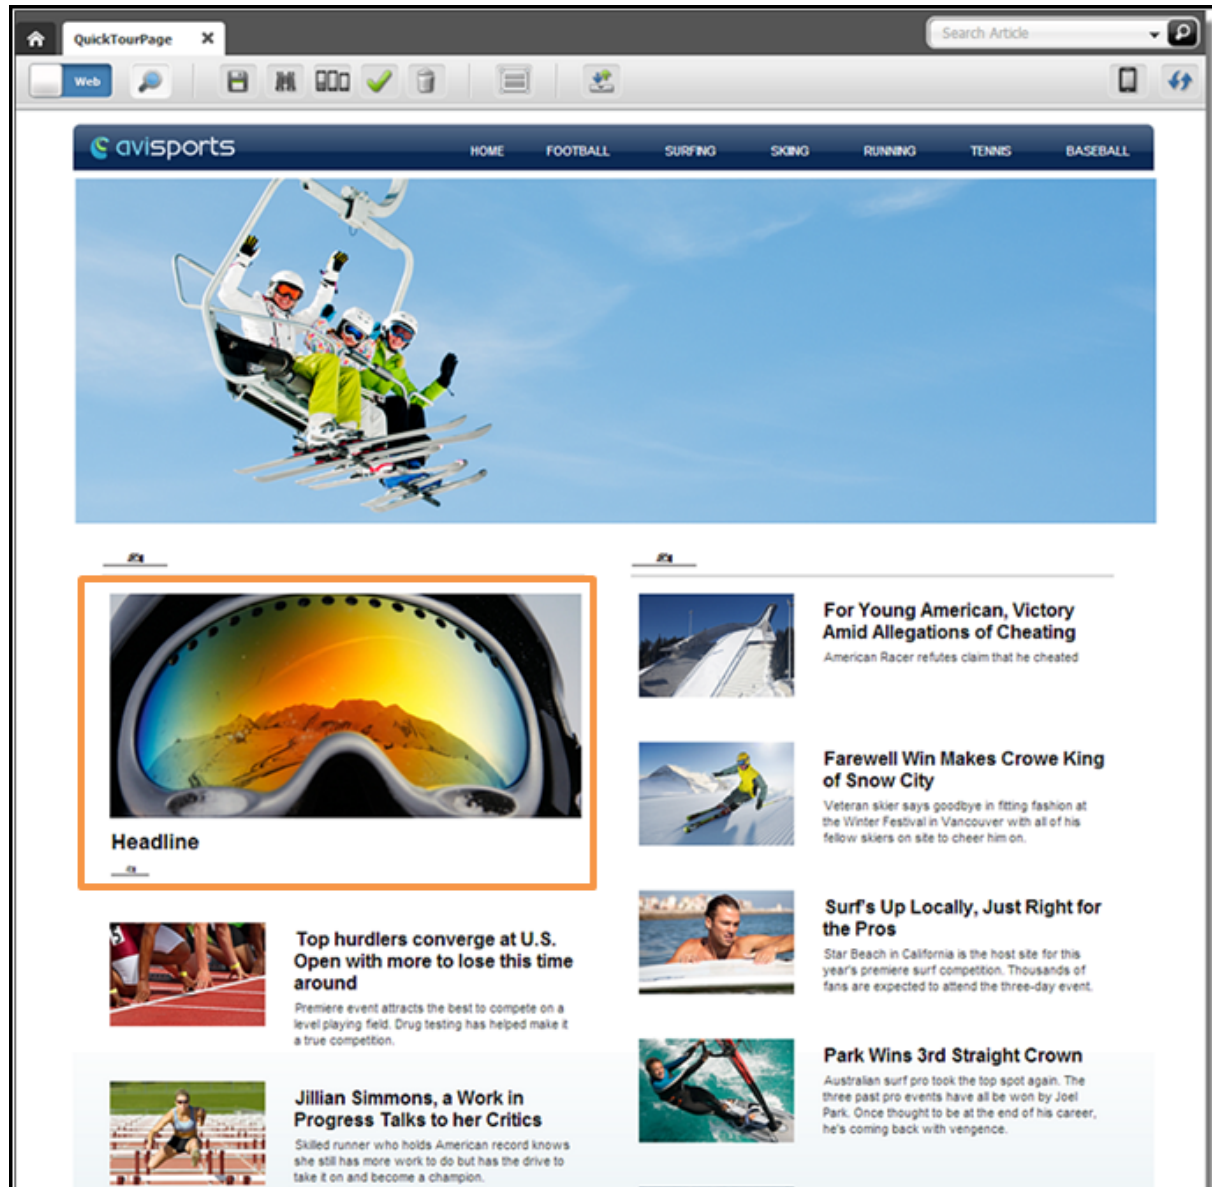 QuickTourPage X
Search Article
Web
avisports
HOME FOOTBALL SURFING SKIING RUNNING TENNIS BASEBALL
Headline
Top hurdlers converge at U.S.
Open with more to lose this time
around
Premiere event attracts the best to compete on a
level playing field. Drug testing has helped make it
a true competition.
Jillian Simmons, a Work in
Progress Talks to her Critics
Skilled runner who holds American record knows
she still has more work to do but has the drive to
take it on and become a champion.
For Young American, Victory
Amid Allegations of Cheating
American Racer refutes claim that he cheated
Farewell Win Makes Crowe King
of Snow City
Veteran skier says goodbye in fitting fashion at
the Winter Festival in Vancouver with all of his
fellow skiers on site to cheer him on.
Surf's Up Locally, Just Right for
the Pros
Star Beach in California is the host site for this
year's premiere surf competition. Thousands of
fans are expected to attend the three-day event.
Park Wins 3rd Straight Crown
Australian surf pro took the top spot again. The
three past pro events have all be won by Joel
Park. Once thought to be at the end of his career,
he's coming back with vengence.